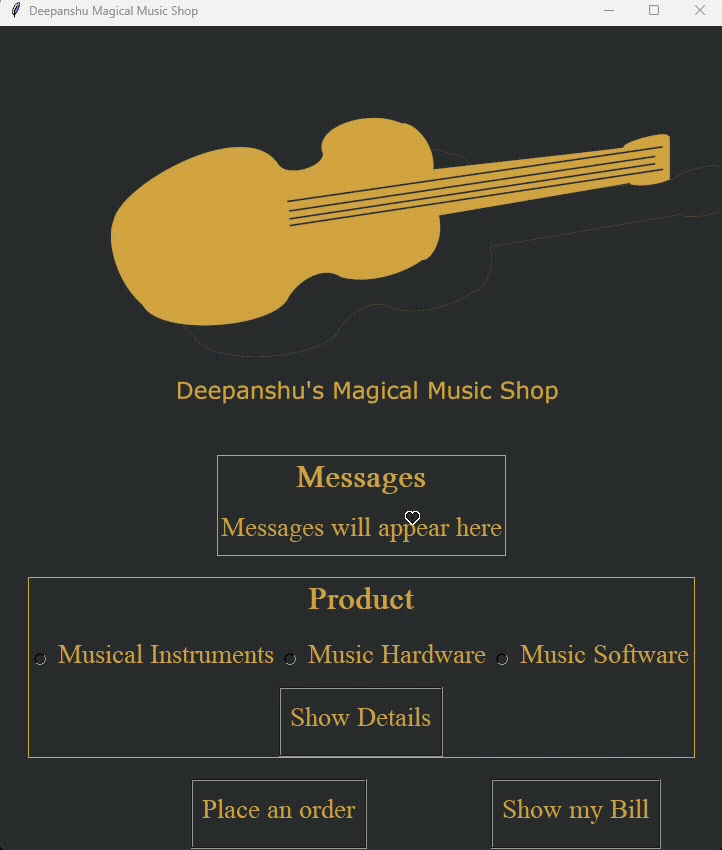 Deepanshu Magical Music Shop
Deepanshu's Magical Music Shop
Messages
Messages will appear here
Product
Musical Instruments Music Hardware Music Software
Show Details
Place an order Show my Bill